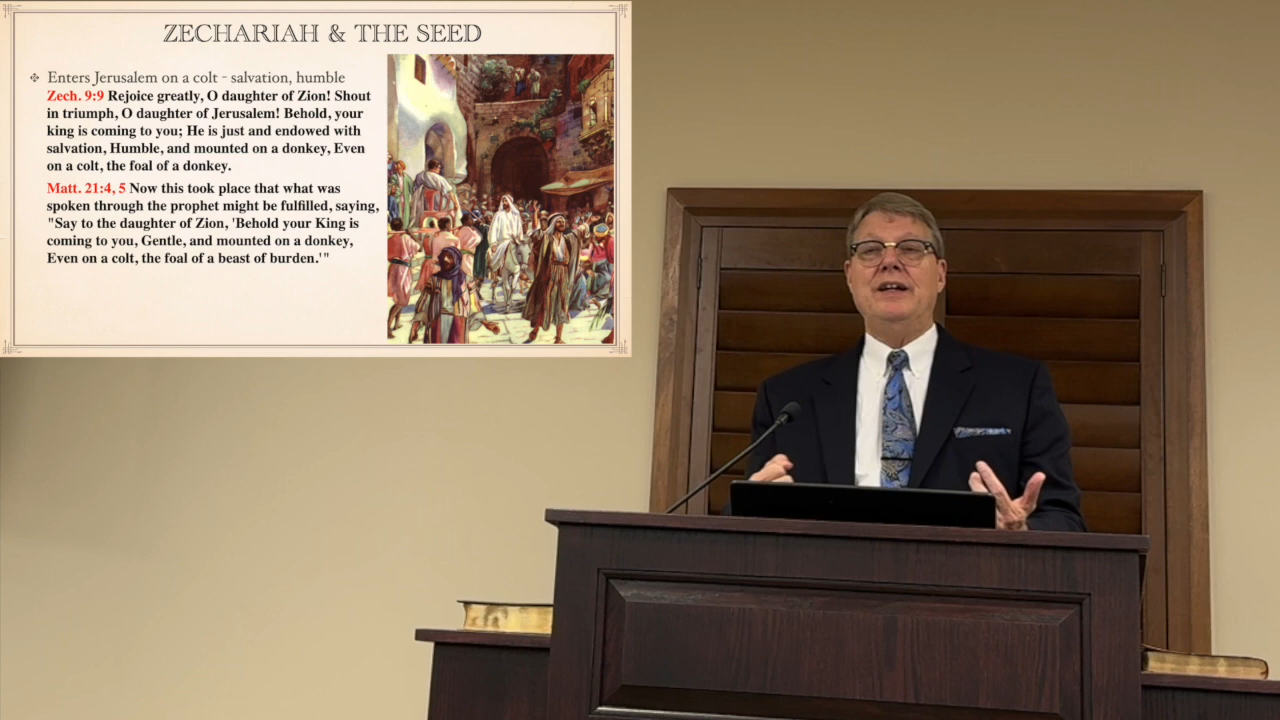 ZECHARIAH & THE SEED
Enters Jerusalem on a colt - salvation, humble
Zech. 9:9 Rejoice greatly, O daughter of Zion! Shout
in triumph, O daughter of Jerusalem! Behold, your
king is coming to you; He is just and endowed with
salvation, Humble, and mounted on a donkey, Even
on a colt, the foal of a donkey.
Matt. 21:4, 5 Now this took place that what was
spoken through the prophet might be fulfilled, saying,
"Say to the daughter of Zion, 'Behold your King is
coming to you, Gentle, and mounted on a donkey,
Even on a colt, the foal of a beast of burden.'"